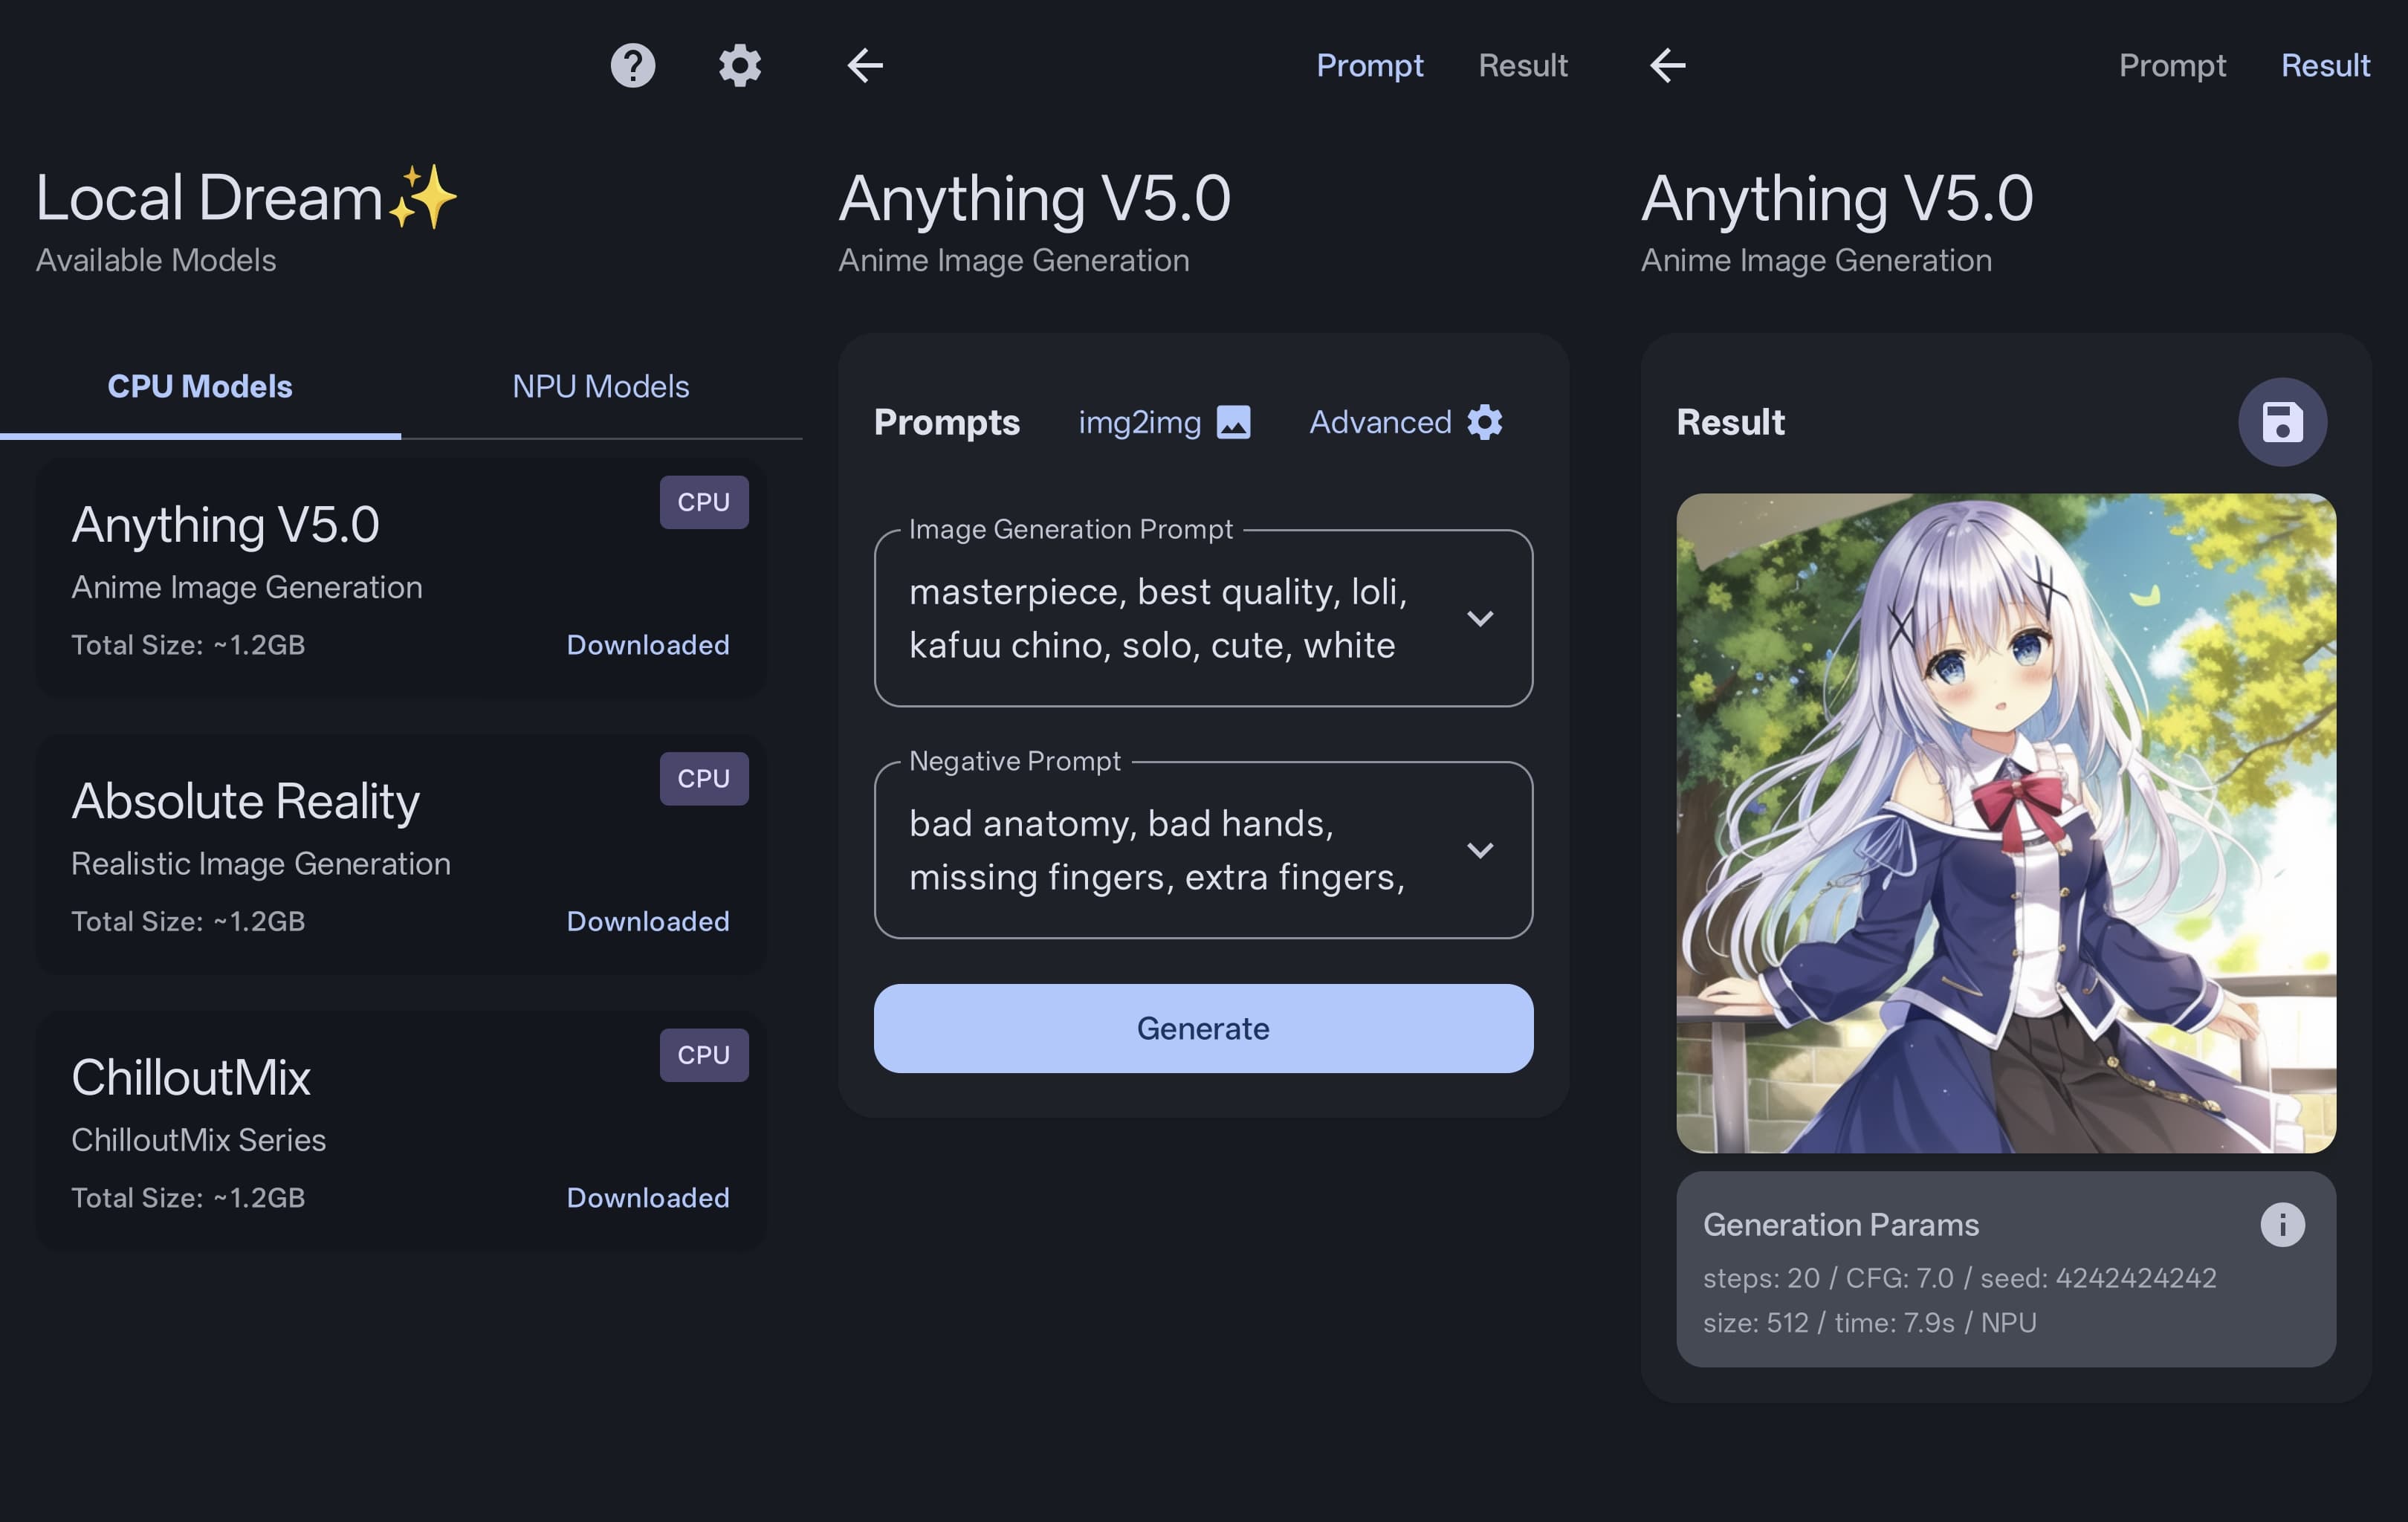 Local Dream✨
Available Models
CPU Models
NPU Models
Anything V5.0
CPU
Anime Image Generation
Total Size: ~1.2GB
Downloaded
Absolute Reality
CPU
Realistic Image Generation
Total Size: ~1.2GB
Downloaded
ChilloutMix
CPU
ChilloutMix Series
Total Size: ~1.2GB
Downloaded
Prompt
Result
Anything V5.0
Anime Image Generation
Prompts
img2img
Advanced
Image Generation Prompt
masterpiece, best quality, loli,
kafuu chino, solo, cute, white
Negative Prompt
bad anatomy, bad hands,
missing fingers, extra fingers,
Generate
Prompt
Result
Anything V5.0
Anime Image Generation
Result
Generation Params
steps: 20 / CFG: 7.0 / seed: 4242424242
size: 512 / time: 7.9s / NPU